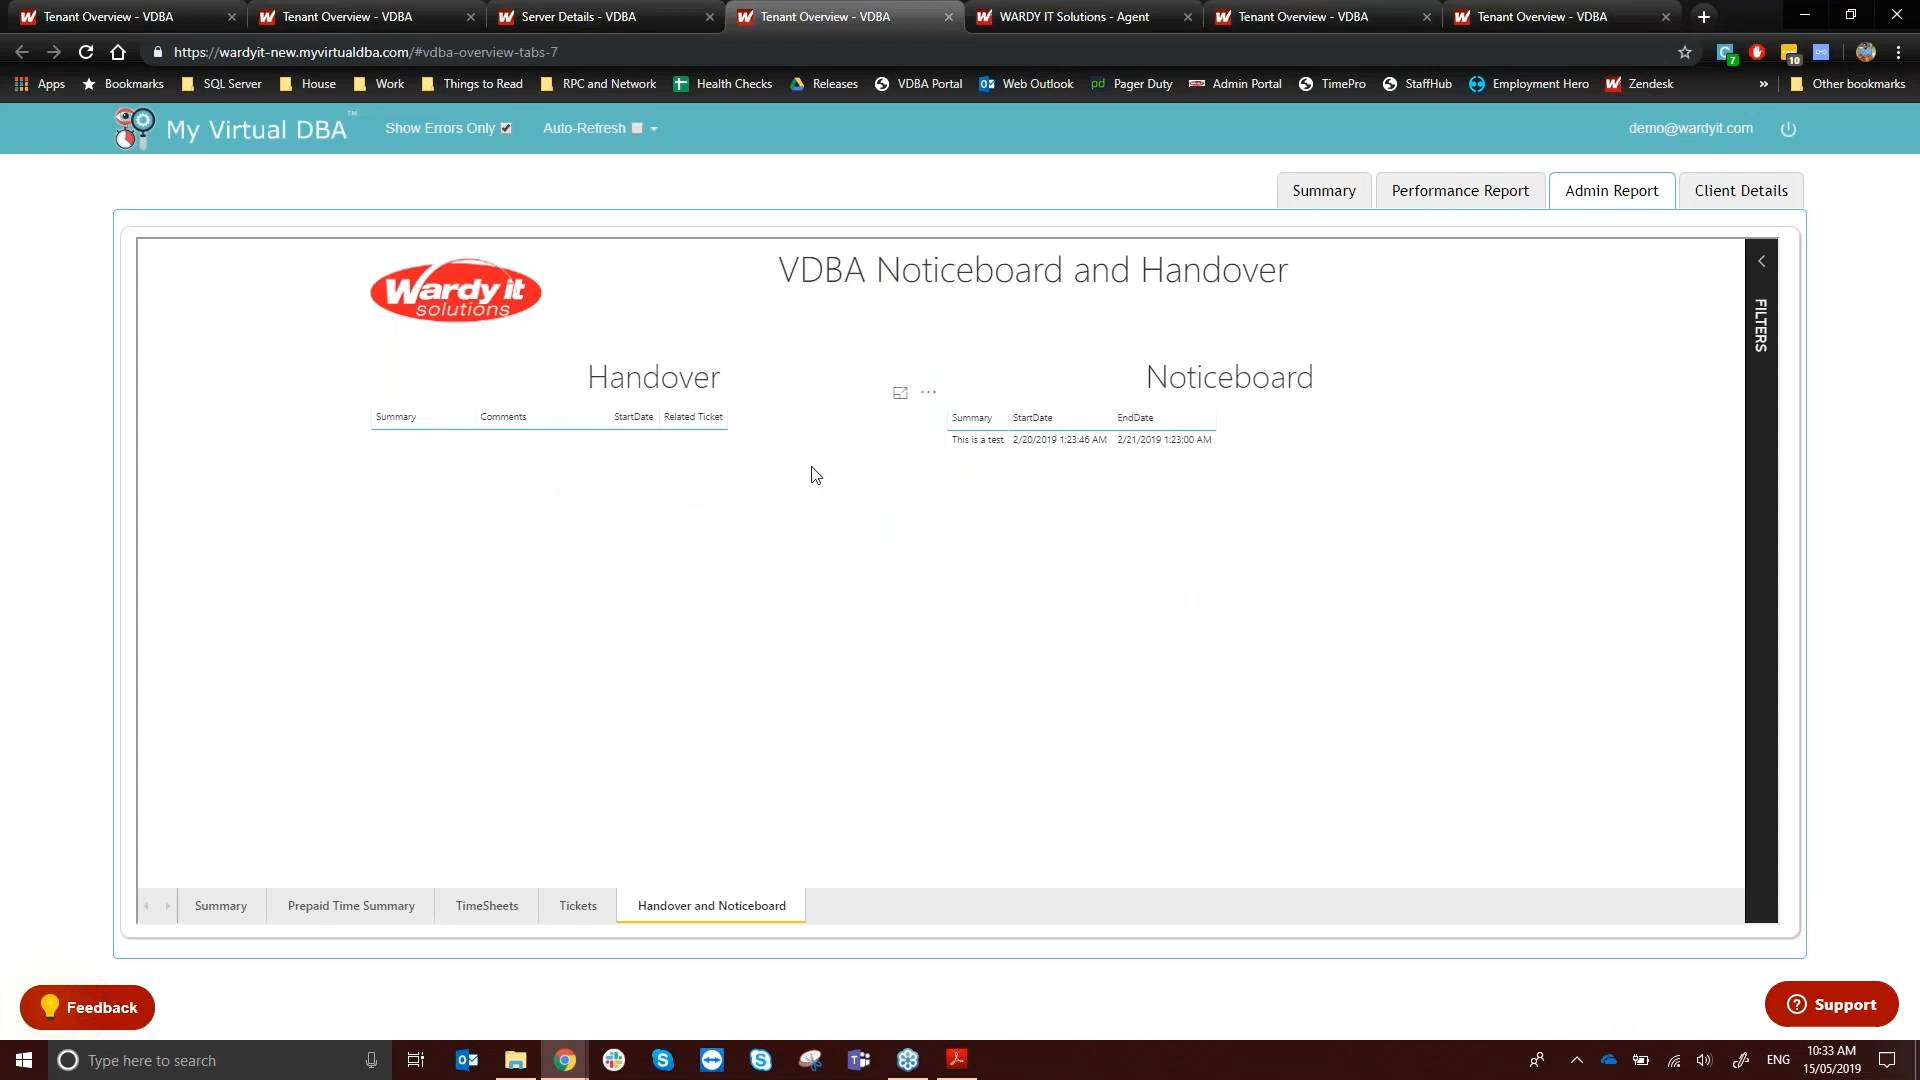 Tenant Overview - VDBA
Tenant Overview - VDBA
Server Details - VDBA
Tenant Overview - VDBA
WARDY IT Solutions - Agent
Tenant Overview - VDBA
Tenant Overview - VDBA
https://wardyit-new.myvirtualdba.com/#vdba-overview-tabs-7
7
10
Apps
Bookmarks
SQL Server
House
Work
Things to Read
RPC and Network
Health Checks
Releases
VDBA Portal
Web Outlook
pd Pager Duty
Admin Portal
TimePro
StaffHub
Employment Hero
Zendesk
»
Other bookmarks
My Virtual DBA™
Show Errors Only
Auto-Refresh
demo@wardyit.com
Summary
Performance Report
Admin Report
Client Details
Wardy it
solutions
VDBA Noticeboard and Handover
FILTERS
Handover
Noticeboard
Summary Comments StartDate Related Ticket
Summary StartDate EndDate
This is a test 2/20/2019 1:23:46 AM 2/21/2019 1:23:00 AM
Summary
Prepaid Time Summary
TimeSheets
Tickets
Handover and Noticeboard
Feedback
Support
Type here to search
ENG
10:33 AM
15/05/2019